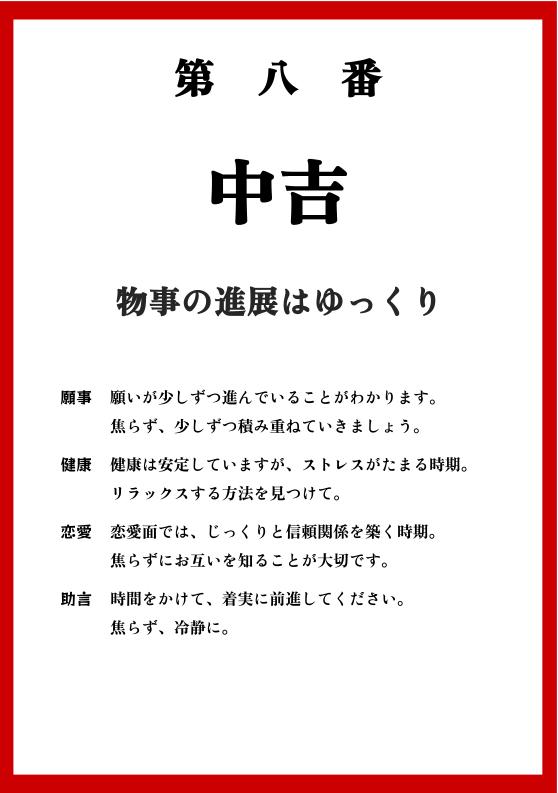 第 八 番
中吉
物事の進展はゆっくり
願事 願いが少しずつ進んでいることがわかります。
焦らず、少しずつ積み重ねていきましょう。
健康 健康は安定していますが、ストレスがたまる時期。
リラックスする方法を見つけて。
恋愛 恋愛面では、じっくりと信頼関係を築く時期。
焦らずにお互いを知ることが大切です。
助言 時間をかけて、着実に前進してください。
焦らず、冷静に。